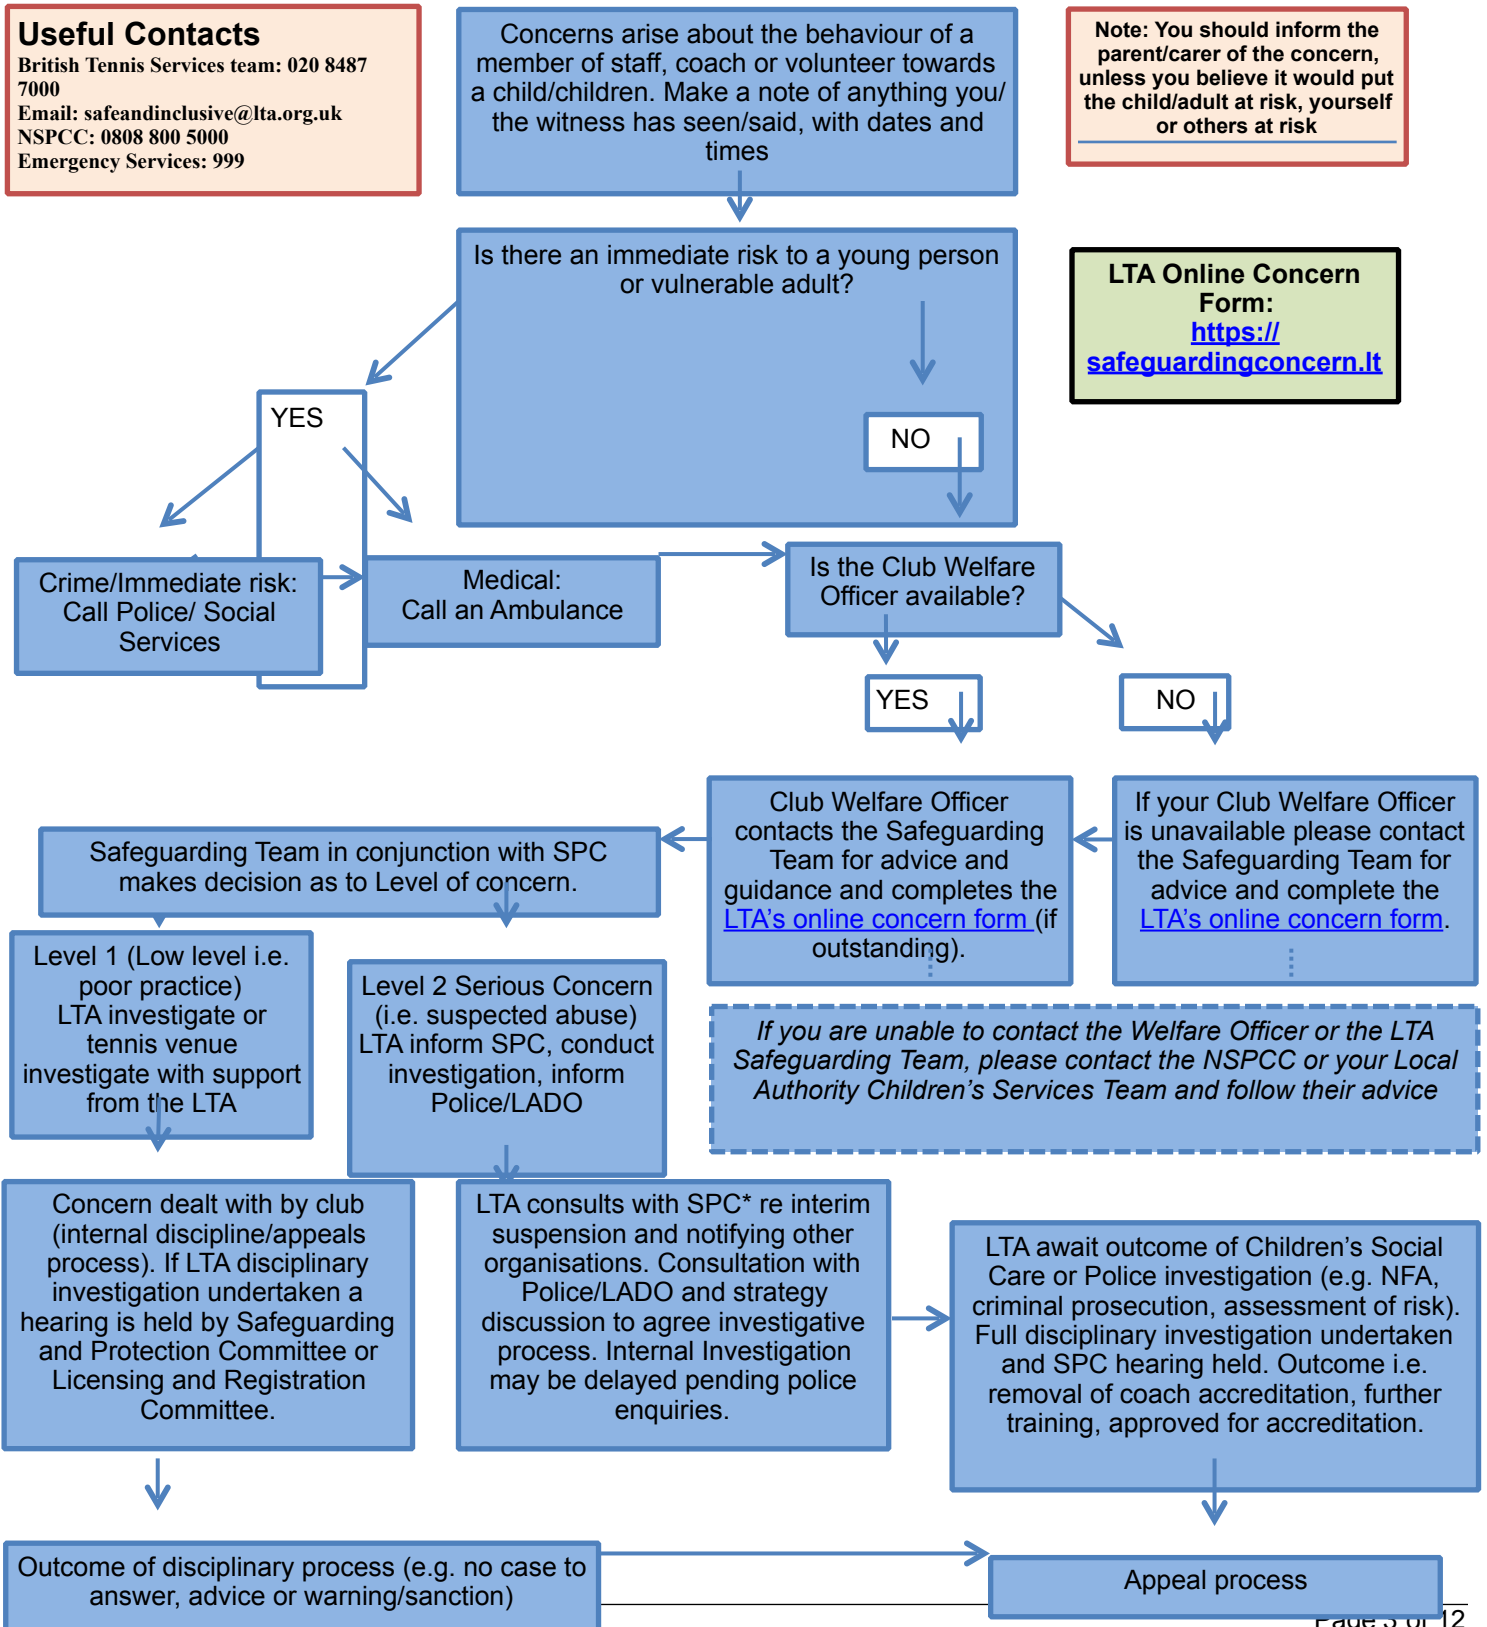 Useful Contacts
British Tennis Services team: 020 8487
7000
Email: safeandinclusive@lta.org.uk
NSPCC: 0808 800 5000
Emergency Services: 999
Concerns arise about the behaviour of a
member of staff, coach or volunteer towards
a child/children. Make a note of anything you/
the witness has seen/said, with dates and
times
Note: You should inform the
parent/carer of the concern,
unless you believe it would put
the child/adult at risk, yourself
or others at risk
Is there an immediate risk to a young person
or vulnerable adult?
LTA Online Concern
Form:
https://
safeguardingconcern.lt
YES
NO
Crime/Immediate risk:
Call Police/ Social
Services
Medical:
Call an Ambulance
Is the Club Welfare
Officer available?
YES
NO
Club Welfare Officer
contacts the Safeguarding
Team for advice and
guidance and completes the
LTA's online concern form (if
outstanding).
If your Club Welfare Officer
is unavailable please contact
the Safeguarding Team for
advice and complete the
LTA's online concern form.
Safeguarding Team in conjunction with SPC
makes decision as to Level of concern.
Level 1 (Low level i.e.
poor practice)
LTA investigate or
tennis venue
investigate with support
from the LTA
Level 2 Serious Concern
(i.e. suspected abuse)
LTA inform SPC, conduct
investigation, inform
Police/LADO
If you are unable to contact the Welfare Officer or the LTA
Safeguarding Team, please contact the NSPCC or your Local
Authority Children's Services Team and follow their advice
Concern dealt with by club
(internal discipline/appeals
process). If LTA disciplinary
investigation undertaken a
hearing is held by Safeguarding
and Protection Committee or
Licensing and Registration
Committee.
LTA consults with SPC* re interim
suspension and notifying other
organisations. Consultation with
Police/LADO and strategy
discussion to agree investigative
process. Internal Investigation
may be delayed pending police
enquiries.
LTA await outcome of Children's Social
Care or Police investigation (e.g. NFA,
criminal prosecution, assessment of risk).
Full disciplinary investigation undertaken
and SPC hearing held. Outcome i.e.
removal of coach accreditation, further
training, approved for accreditation.
Outcome of disciplinary process (e.g. no case to
answer, advice or warning/sanction)
Appeal process
Page 3 of 12